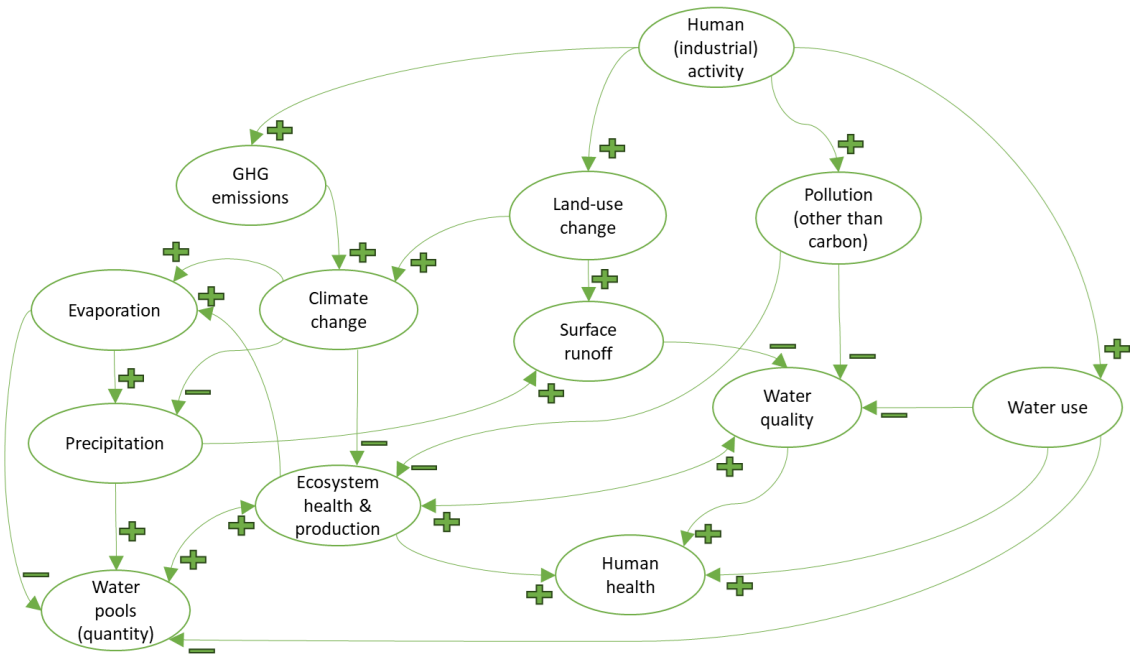 Human
(industrial)
activity
GHG
emissions
Land-use
change
Pollution
(other than
carbon)
Evaporation
Climate
change
Surface
runoff
Water
quality
Water use
Precipitation
Ecosystem
health &
production
Human
health
Water
pools
(quantity)